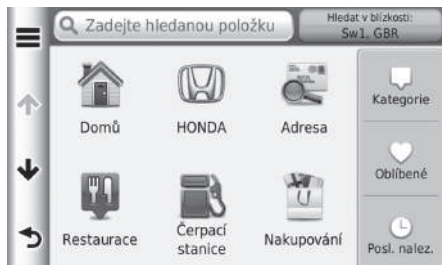 Zadejte hledanou položku
Hledat v blízkosti:
Sw1, GBR
Domů
HONDA
Adresa
Kategorie
Oblíbené
Restaurace
Čerpací
stanice
Nakupování
Posl. nalez.